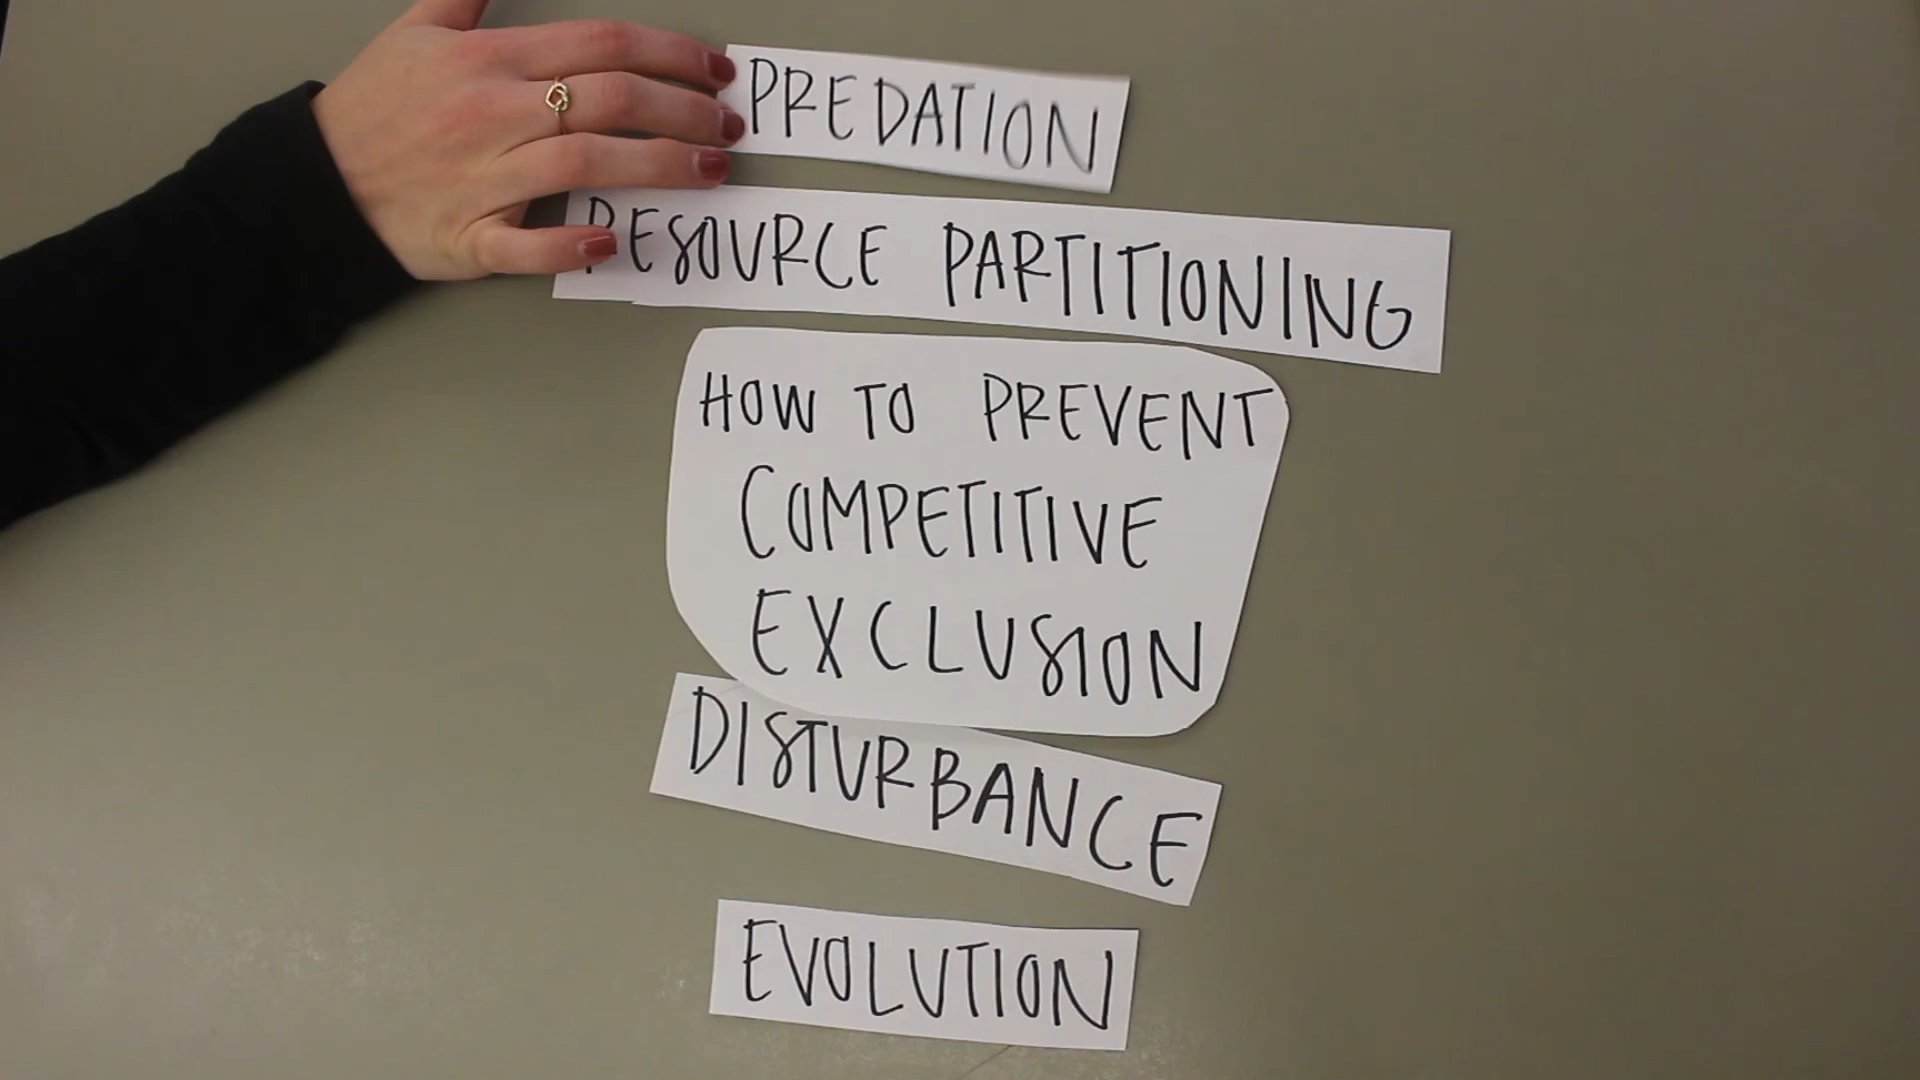 PREDATION
RESOURCE PARTITIONING
HOW TO PREVENT
COMPETITIVE
EXCLUSION
DISTURBANCE
EVOLUTION